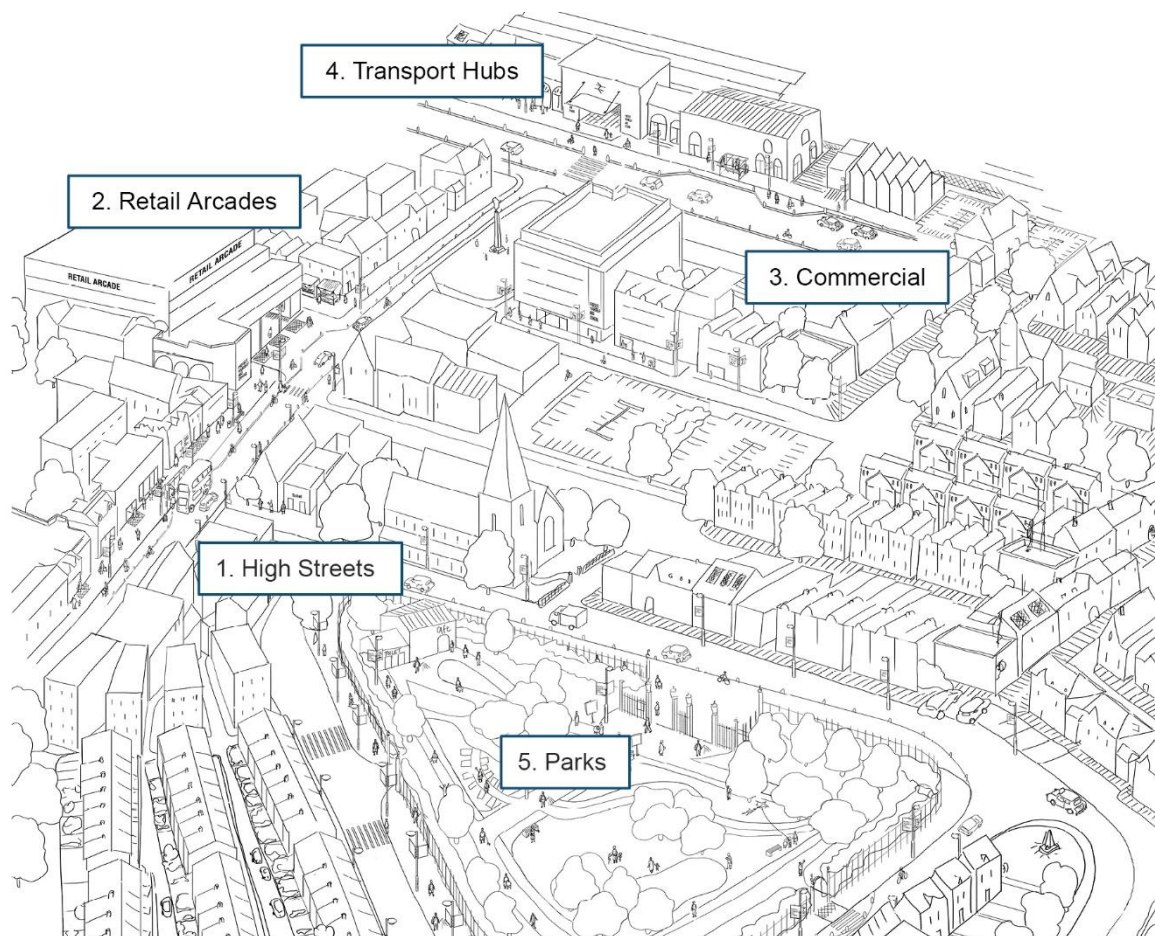 4. Transport Hubs
2. Retail Arcades
RETAIL ARCADE
RETAIL ARCADE
3. Commercial
1. High Streets
5. Parks